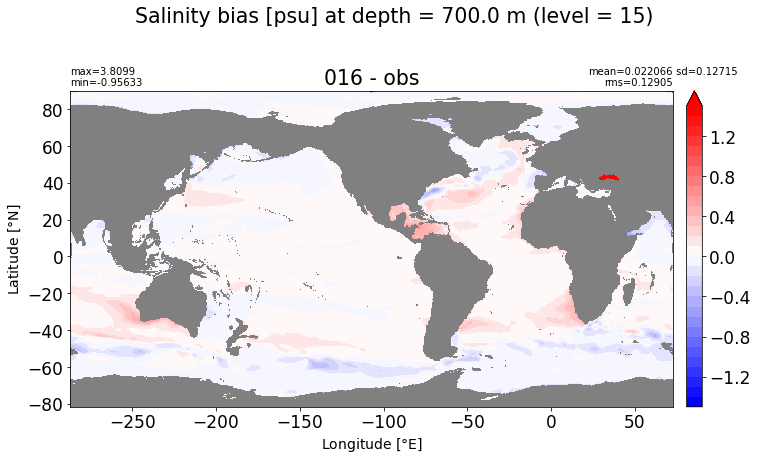 Salinity bias [psu] at depth = 700.0 m (level = 15)
max=3.8099
min=-0.95633
016 - obs
mean=0.022066 sd=0.12715
rms=0.12905
80
60
40
20
0
−20
−40
−60
−80
Latitude [°N]
−250
−200
−150
−100
−50
0
50
Longitude [°E]
1.2
0.8
0.4
0.0
−0.4
−0.8
−1.2